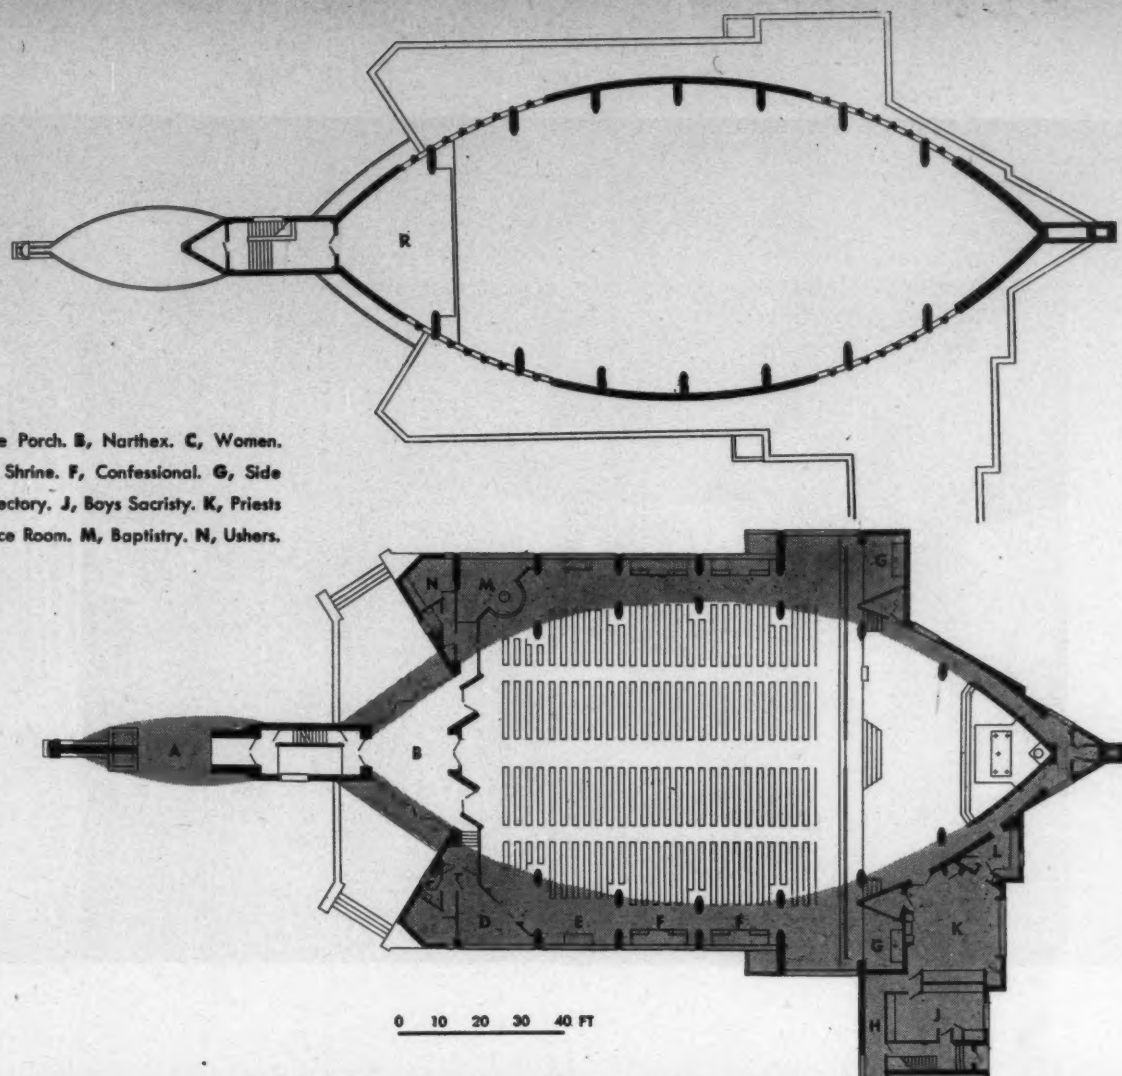 R
e Porch. B, Narthex. C, Women.
Shrine. F, Confessional. G, Side
ectory. J, Boys Sacristy. K, Priests
ce Room. M, Baptistry. N, Ushers.
N
M
G
A
B
L
D
E
F
F
G
K
H
J
0 10 20 30 40 FT